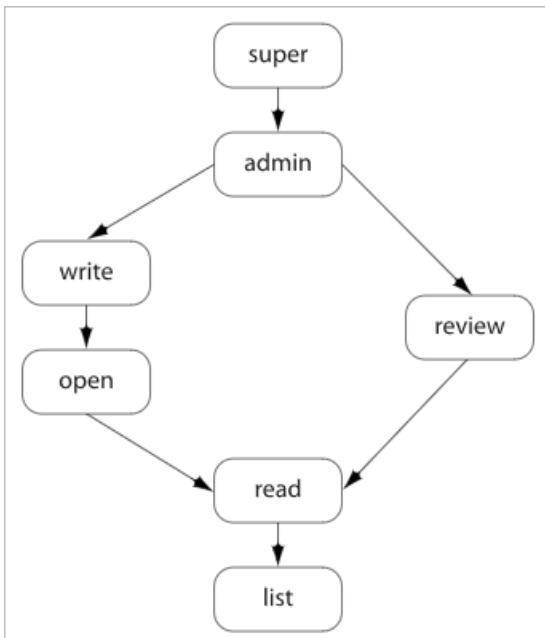 super
admin
write
review
open
read
list